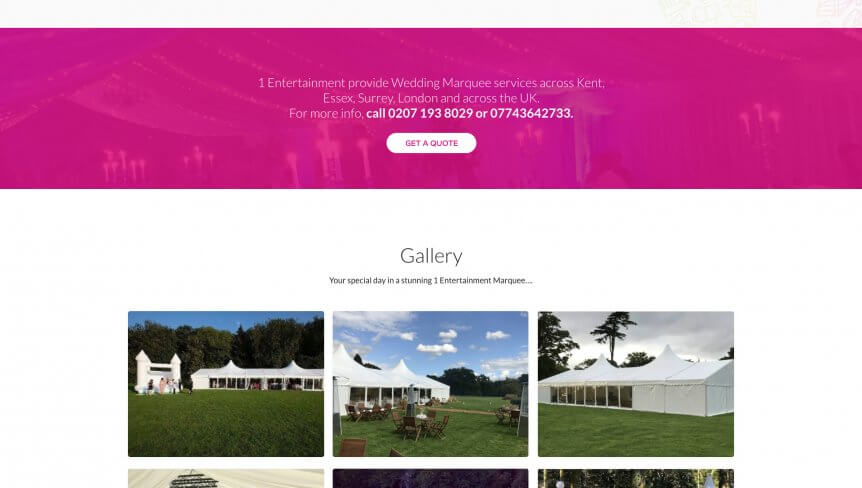 1 Entertainment provide Wedding Marquee services across Kent,
Essex, Surrey, London and across the UK.
For more info, call 0207 193 8029 or 07743642733.
GET A QUOTE
Gallery
Your special day in a stunning 1 Entertainment Marquee....